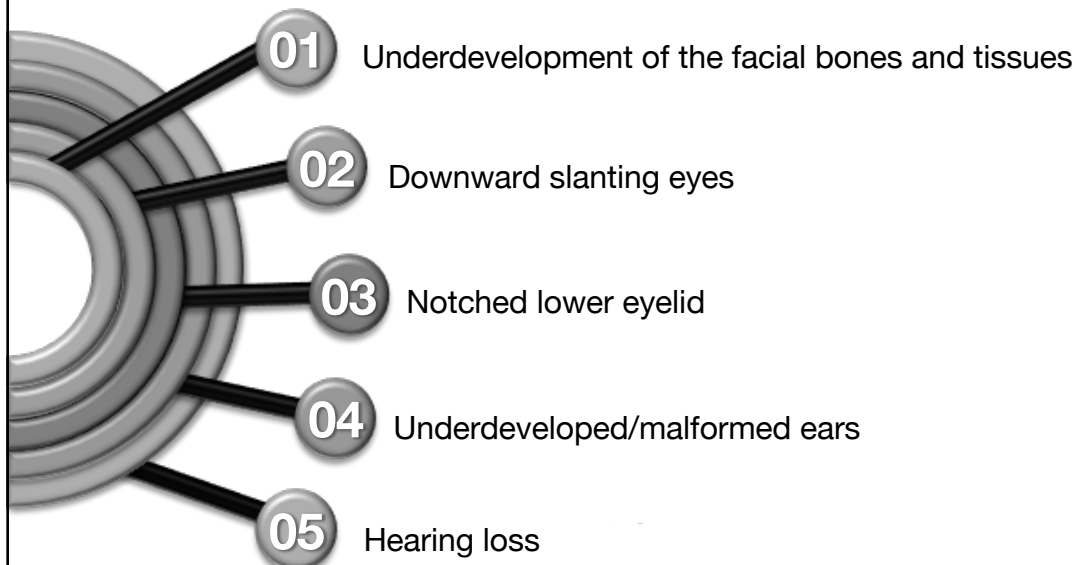 01 Underdevelopment of the facial bones and tissues
02 Downward slanting eyes
03 Notched lower eyelid
04 Underdeveloped/malformed ears
05 Hearing loss